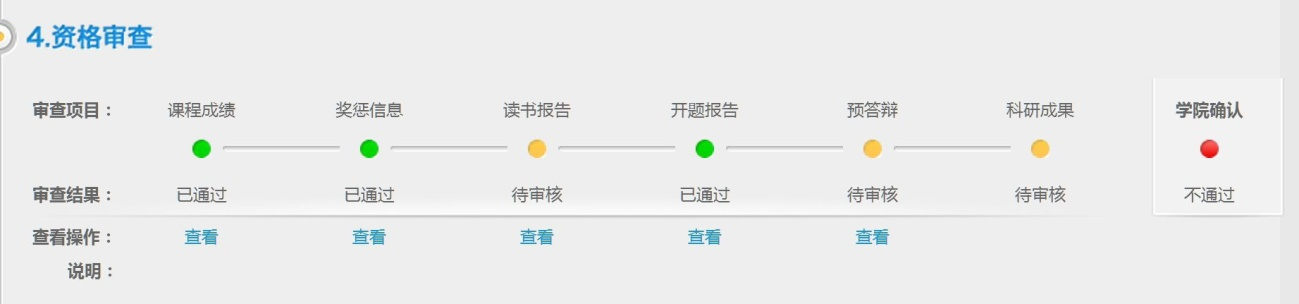 4.资格审查
审查项目： 课程成绩 奖惩信息 读书报告 开题报告 预答辩 科研成果 学院确认
审查结果： 已通过 已通过 待审核 已通过 待审核 待审核 不通过
查看操作： 查看 查看 查看 查看 查看
说明：